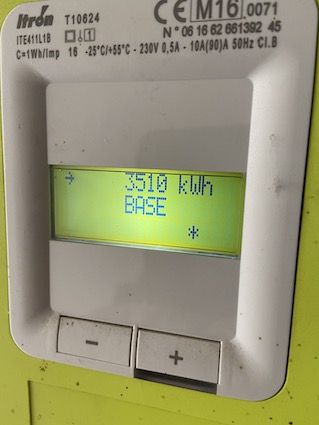 Itrón T10624 CE M16 0071
ITE411L1B N° 06 16 62 661392 45
C=1Wh/Imp 16 -25°C/+55°C - 230V 0,5A - 10A(90)A 50Hz Cl.B
→ 3510 kWh
BASE
*
- +